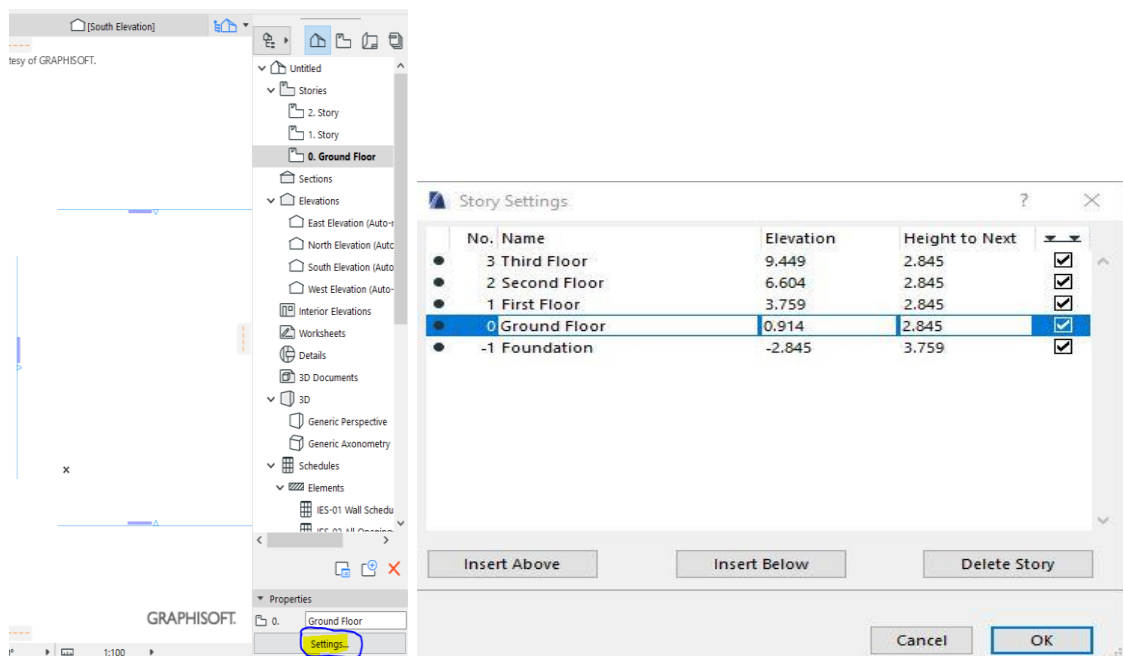 [South Elevation]
tesy of GRAPHISOFT.
Untitled
Stories
2. Story
1. Story
0. Ground Floor
Sections
Elevations
East Elevation (Auto-r
North Elevation (Autc
South Elevation (Auto
West Elevation (Auto-
Interior Elevations
Worksheets
Details
3D Documents
3D
Generic Perspective
Generic Axonometry
Schedules
Elements
IES-01 Wall Schedu
Properties
0. Ground Floor
Settings...
GRAPHISOFT.
1:100
Story Settings
? ×
No. Name Elevation Height to Next
3 Third Floor 9.449 2.845
2 Second Floor 6.604 2.845
1 First Floor 3.759 2.845
0 Ground Floor 0.914 2.845
-1 Foundation -2.845 3.759
Insert Above Insert Below Delete Story
Cancel OK